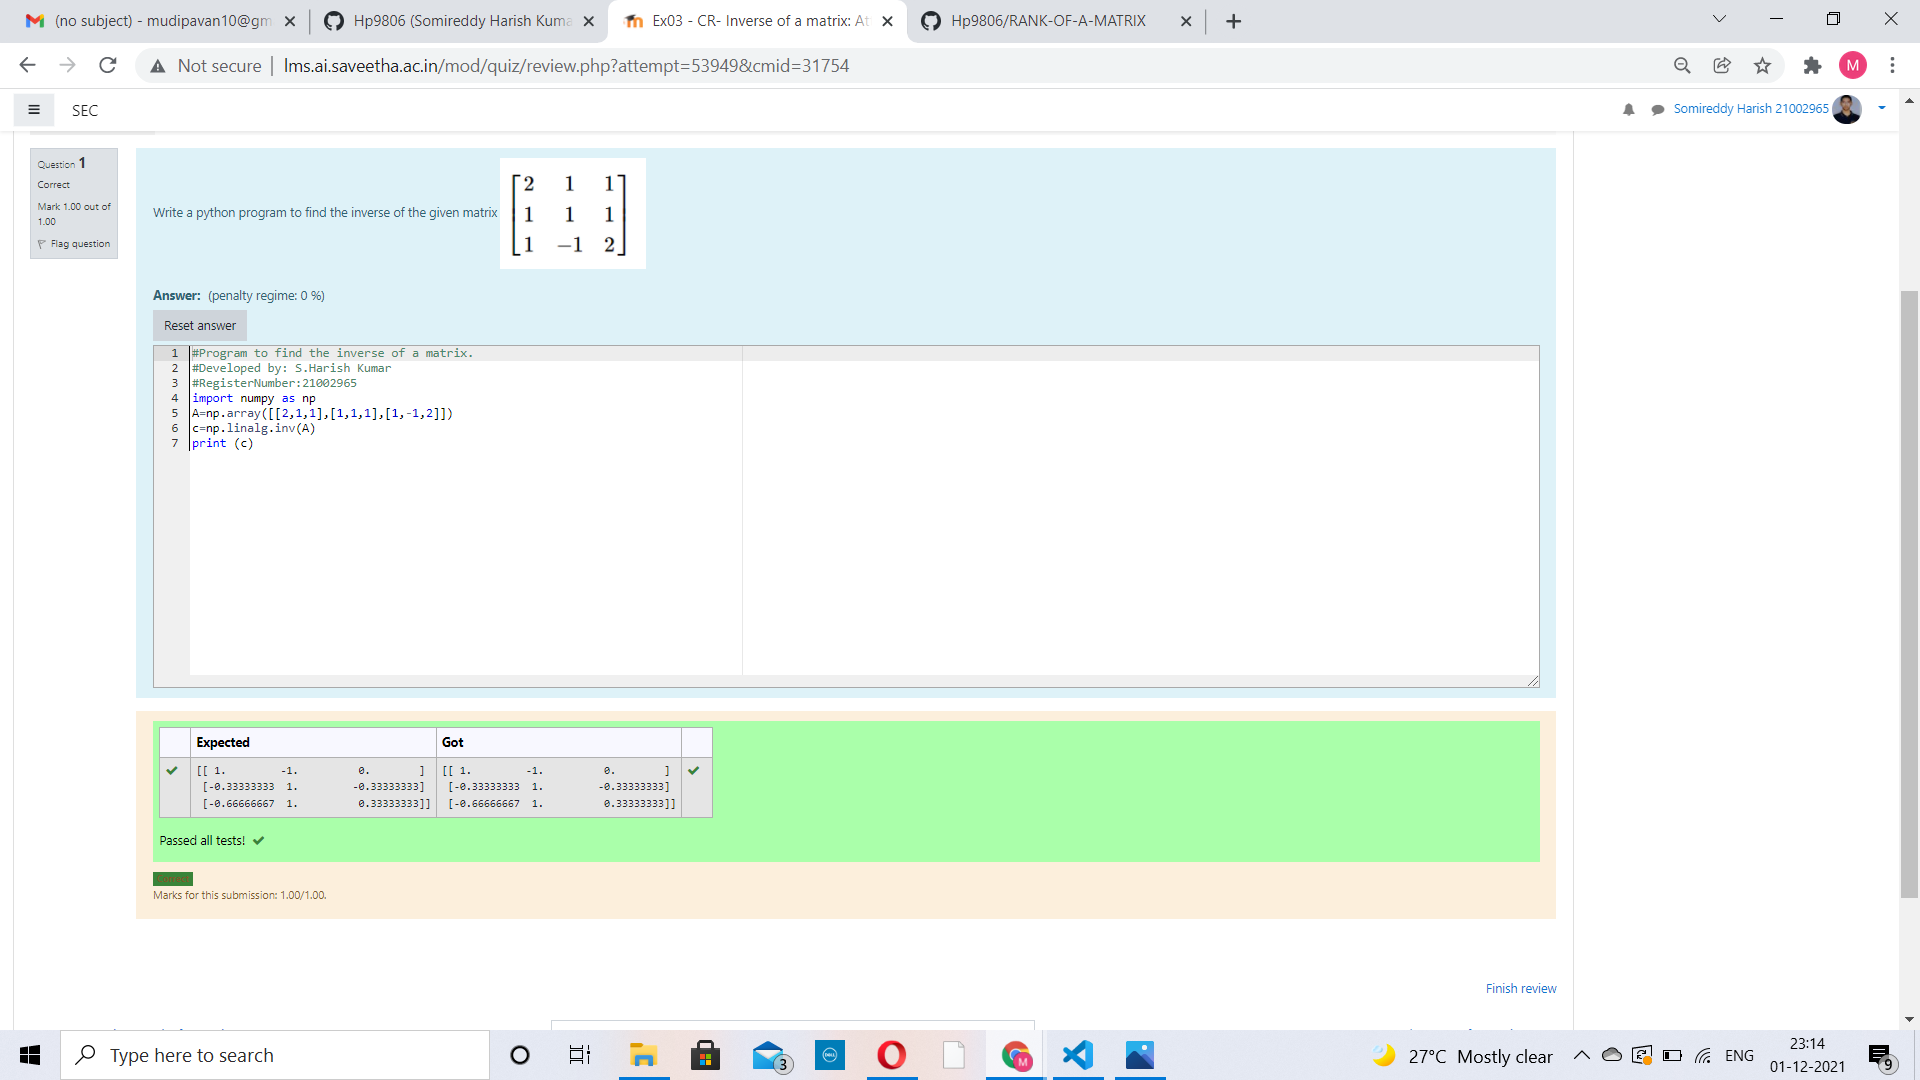 (no subject) - mudipavan10@gm
Hp9806 (Somireddy Harish Kuma
Ex03 - CR- Inverse of a matrix: At
Hp9806/RANK-OF-A-MATRIX
Not secure | lms.ai.saveetha.ac.in/mod/quiz/review.php?attempt=53949&cmid=31754
M
SEC
Somireddy Harish 21002965
Question 1
Correct
Mark 1.00 out of
1.00
Flag question
Write a python program to find the inverse of the given matrix
2 1 1
1 1 1
1 −1 2
Answer: (penalty regime: 0 %)
Reset answer
1 #Program to find the inverse of a matrix.
2 #Developed by: S.Harish Kumar
3 #RegisterNumber:21002965
4 import numpy as np
5 A=np.array([[2,1,1],[1,1,1],[1,-1,2]])
6 c=np.linalg.inv(A)
7 print (c)
Expected Got
[[ 1. -1. 0. ] [[ 1. -1. 0. ]
[-0.33333333 1. -0.33333333] [-0.33333333 1. -0.33333333]
[-0.66666667 1. 0.33333333]] [-0.66666667 1. 0.33333333]]
Passed all tests!
Marks for this submission: 1.00/1.00.
Finish review
Type here to search
3
DELL
M
27°C Mostly clear
ENG
23:14
01-12-2021
9